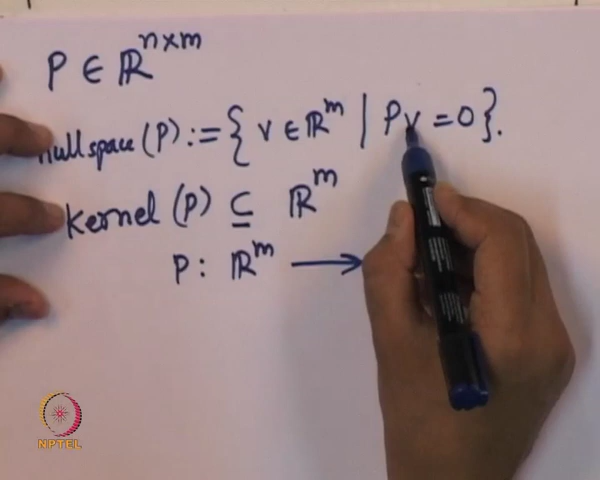 P ∈ ℝ^{n×m}
nullspace (P) := { v ∈ ℝ^m | Pv = 0 }.
Kernel (P) ⊆ ℝ^m
P : ℝ^m ⟶
NPTEL